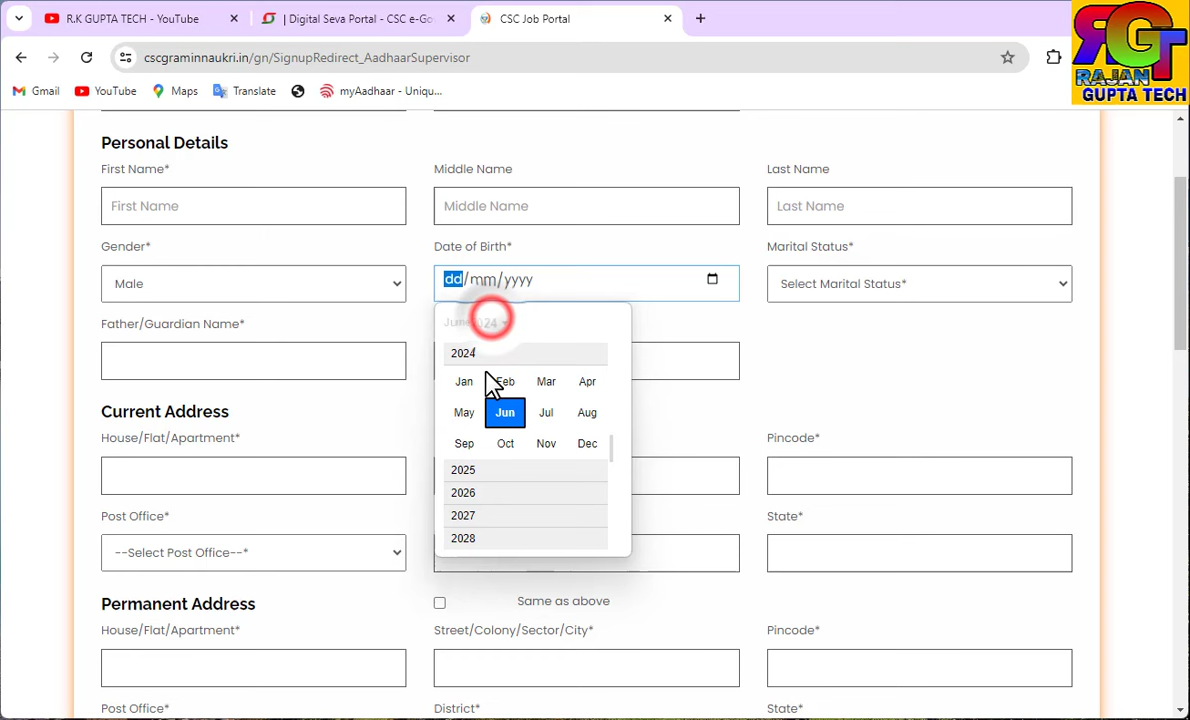 R.K GUPTA TECH - YouTube
| Digital Seva Portal - CSC e-Go
CSC Job Portal
cscgraminnaukri.in/gn/SignupRedirect_AadhaarSupervisor
Gmail
YouTube
Maps
Translate
myAadhar - Uniqu...
RGT
RAJAN
GUPTA TECH
Personal Details
First Name*
Middle Name
Last Name
First Name
Middle Name
Last Name
Gender*
Date of Birth*
Marital Status*
Male
dd/mm/yyyy
Select Marital Status*
Father/Guardian Name*
2024
Jan Feb Mar Apr
May Jun Jul Aug
Sep Oct Nov Dec
2025
2026
2027
2028
Current Address
House/Flat/Apartment*
Pincode*
Post Office*
State*
--Select Post Office--*
Permanent Address
Same as above
House/Flat/Apartment*
Street/Colony/Sector/City*
Pincode*
Post Office*
District*
State*